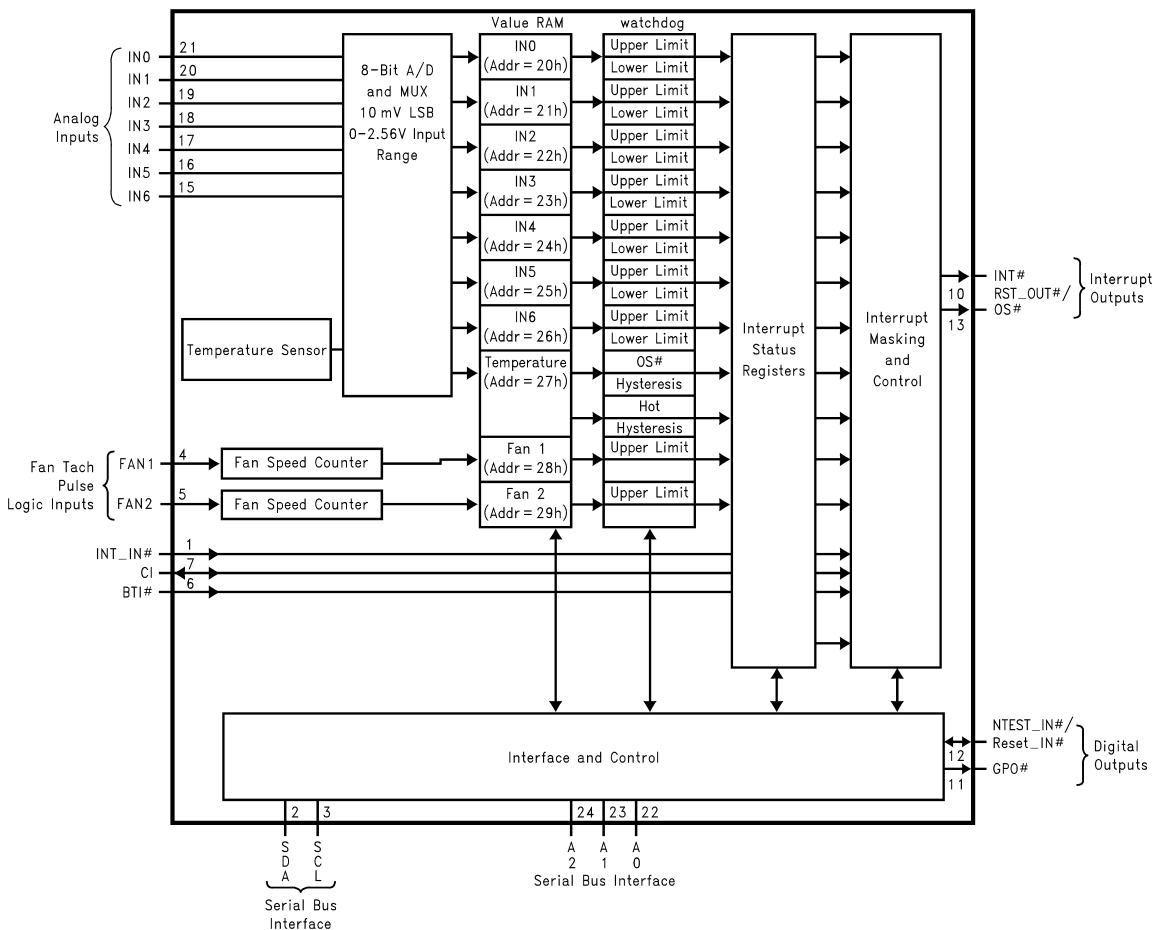 Value RAM
watchdog
Analog
Inputs
IN0
IN1
IN2
IN3
IN4
IN5
IN6
21
20
19
18
17
16
15
8-Bit A/D
and MUX
10 mV LSB
0-2.56V Input
Range
Temperature Sensor
IN0
(Addr = 20h)
IN1
(Addr = 21h)
IN2
(Addr = 22h)
IN3
(Addr = 23h)
IN4
(Addr = 24h)
IN5
(Addr = 25h)
IN6
(Addr = 26h)
Temperature
(Addr = 27h)
Fan 1
(Addr = 28h)
Fan 2
(Addr = 29h)
Upper Limit
Lower Limit
Upper Limit
Lower Limit
Upper Limit
Lower Limit
Upper Limit
Lower Limit
Upper Limit
Lower Limit
Upper Limit
Lower Limit
Upper Limit
Lower Limit
OS#
Hysteresis
Hot
Hysteresis
Upper Limit
Upper Limit
Interrupt
Status
Registers
Interrupt
Masking
and
Control
INT#
10
RST_OUT#/
OS#
13
Interrupt
Outputs
Fan Tach
Pulse
Logic Inputs
FAN1
4
Fan Speed Counter
FAN2
5
Fan Speed Counter
INT_IN#
1
CI
7
BTI#
6
Interface and Control
NTEST_IN#/
Reset_IN#
12
GPO#
11
Digital
Outputs
2
3
24
23
22
SDA
SCL
A2
A1
A0
Serial Bus Interface
Serial Bus
Interface